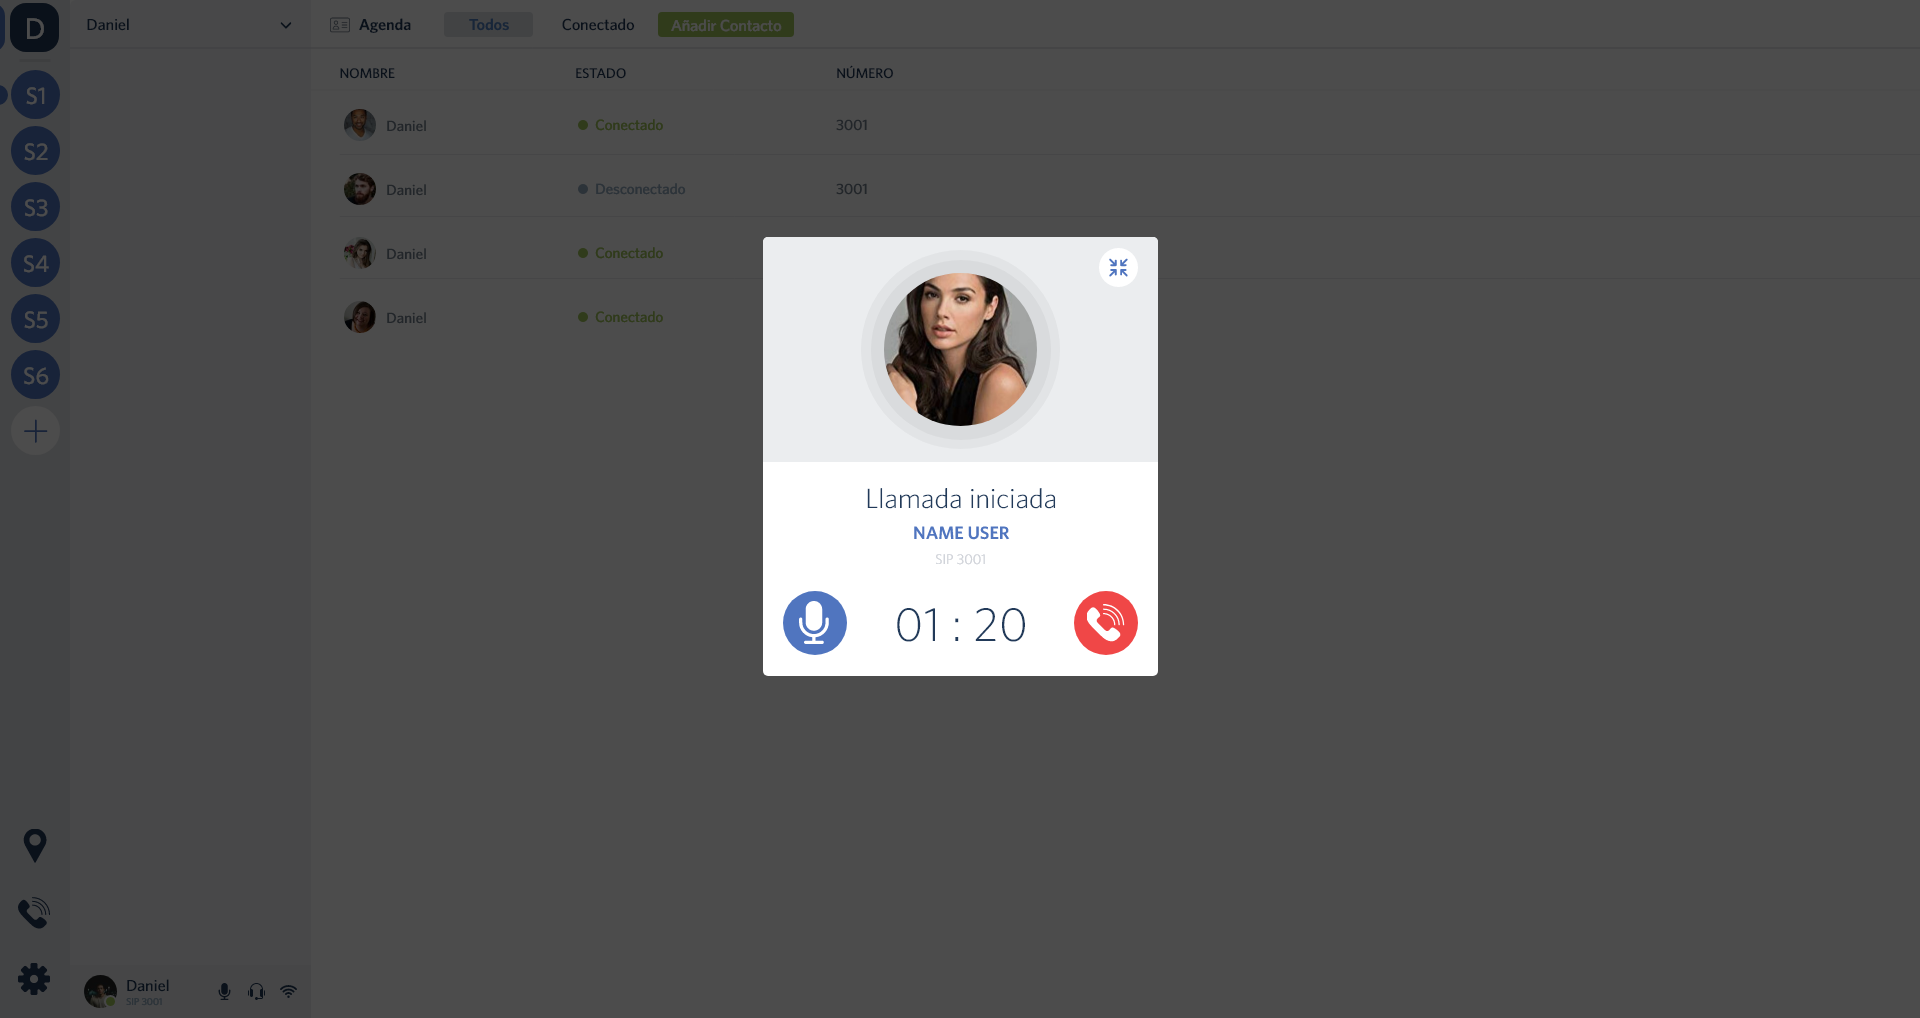 D
Daniel
Agenda
Todos
Conectado
Añadir Contacto
NOMBRE
ESTADO
NÚMERO
S1
S2
S3
S4
S5
S6
Daniel
Conectado
3001
Daniel
Desconectado
3001
Daniel
Conectado
Daniel
Conectado
Llamada iniciada
NAME USER
SIP 3001
01 : 20
Daniel
SIP 3001